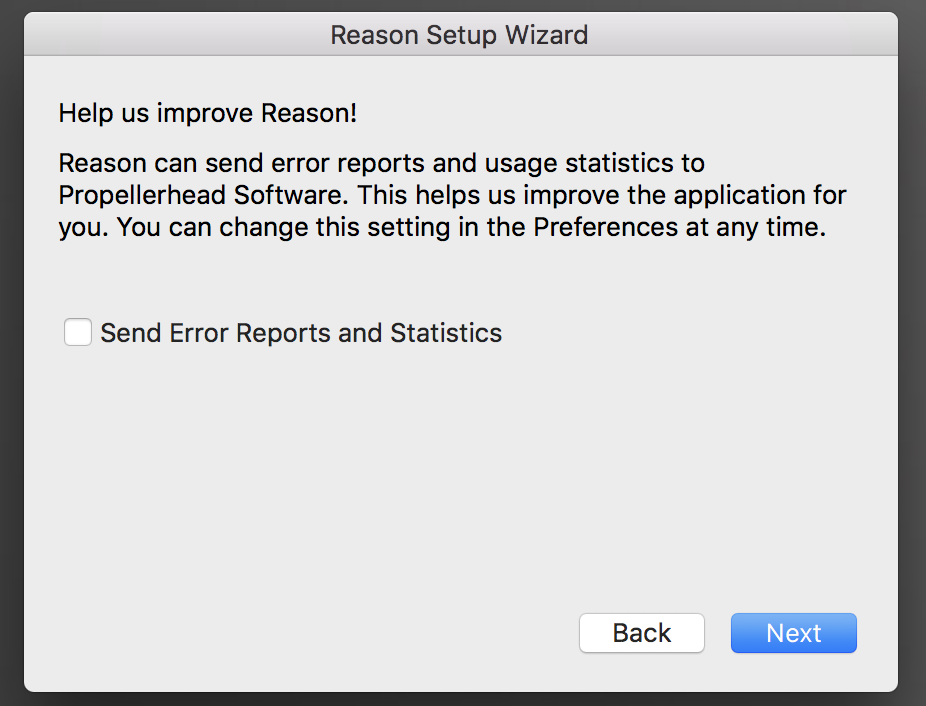 Reason Setup Wizard
Help us improve Reason!
Reason can send error reports and usage statistics to
Propellerhead Software. This helps us improve the application for
you. You can change this setting in the Preferences at any time.
Send Error Reports and Statistics
Back
Next